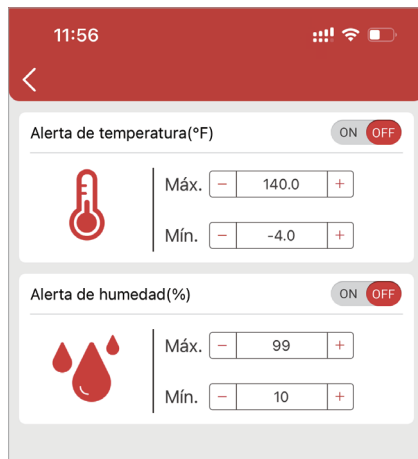 11:56
Alerta de temperatura(°F)
ON OFF
Máx. − 140.0 +
Mín. − -4.0 +
Alerta de humedad(%)
ON OFF
Máx. − 99 +
Mín. − 10 +